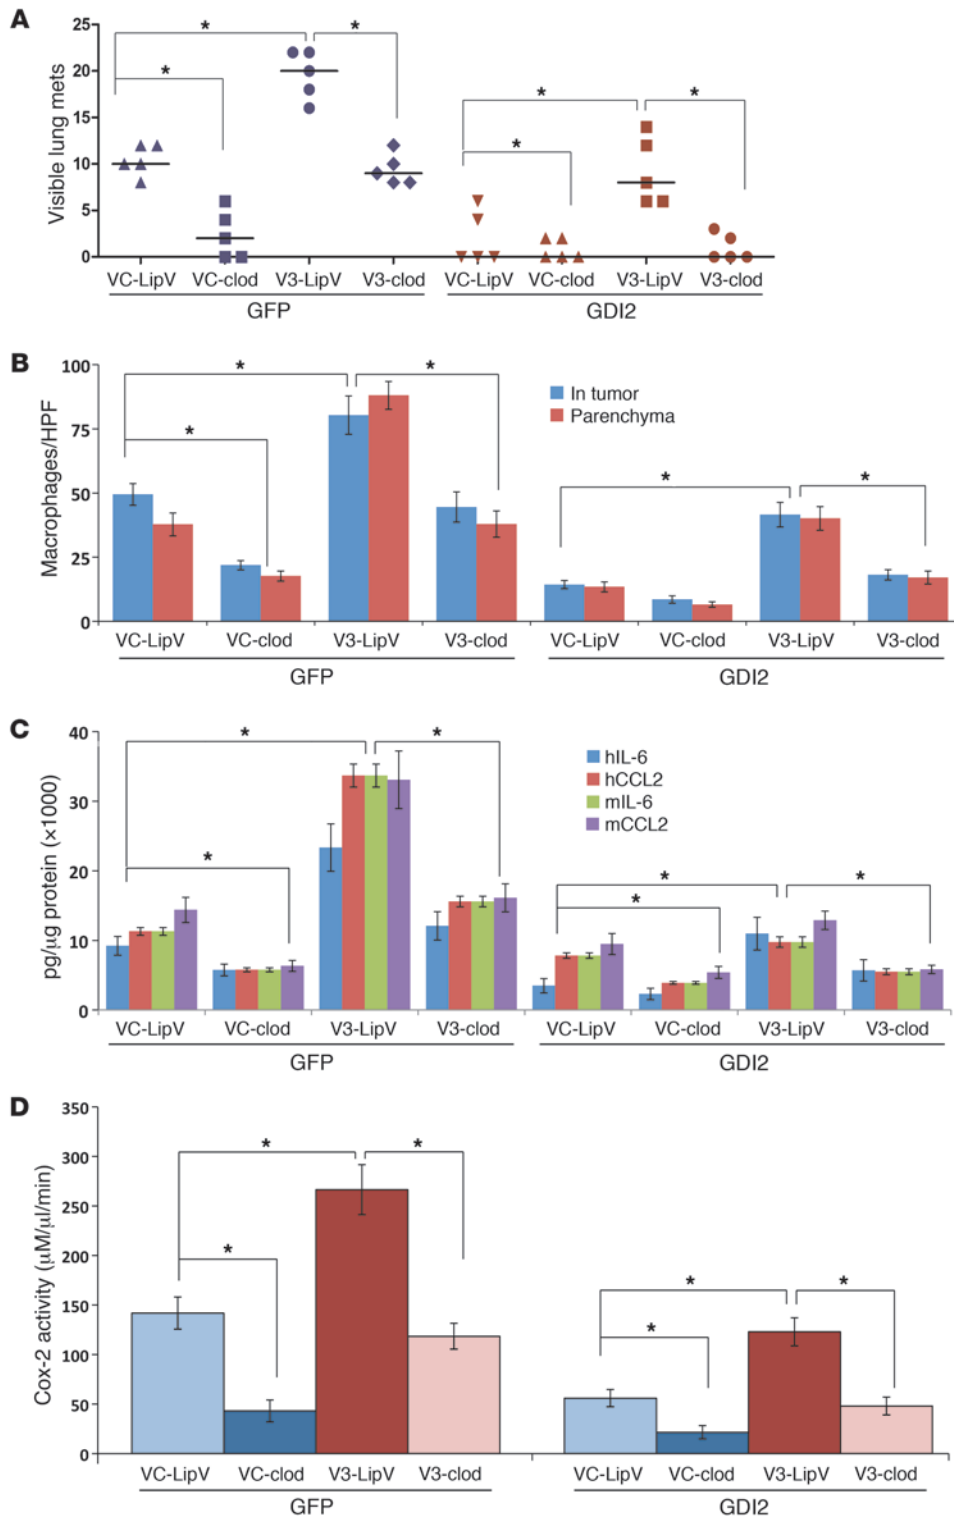 A
Visible lung mets
25
20
15
10
5
0
* * * * * *
VC-LipV VC-clod V3-LipV V3-clod VC-LipV VC-clod V3-LipV V3-clod
GFP GDI2
B
Macrophages/HPF
100
75
50
25
0
* * * * *
In tumor
Parenchyma
VC-LipV VC-clod V3-LipV V3-clod VC-LipV VC-clod V3-LipV V3-clod
GFP GDI2
C
pg/μg protein (×1000)
40
30
20
10
0
* * * * * *
hIL-6
hCCL2
mIL-6
mCCL2
VC-LipV VC-clod V3-LipV V3-clod VC-LipV VC-clod V3-LipV V3-clod
GFP GDI2
D
Cox-2 activity (μM/μl/min)
350
300
250
200
150
100
50
0
* * * * * *
VC-LipV VC-clod V3-LipV V3-clod VC-LipV VC-clod V3-LipV V3-clod
GFP GDI2